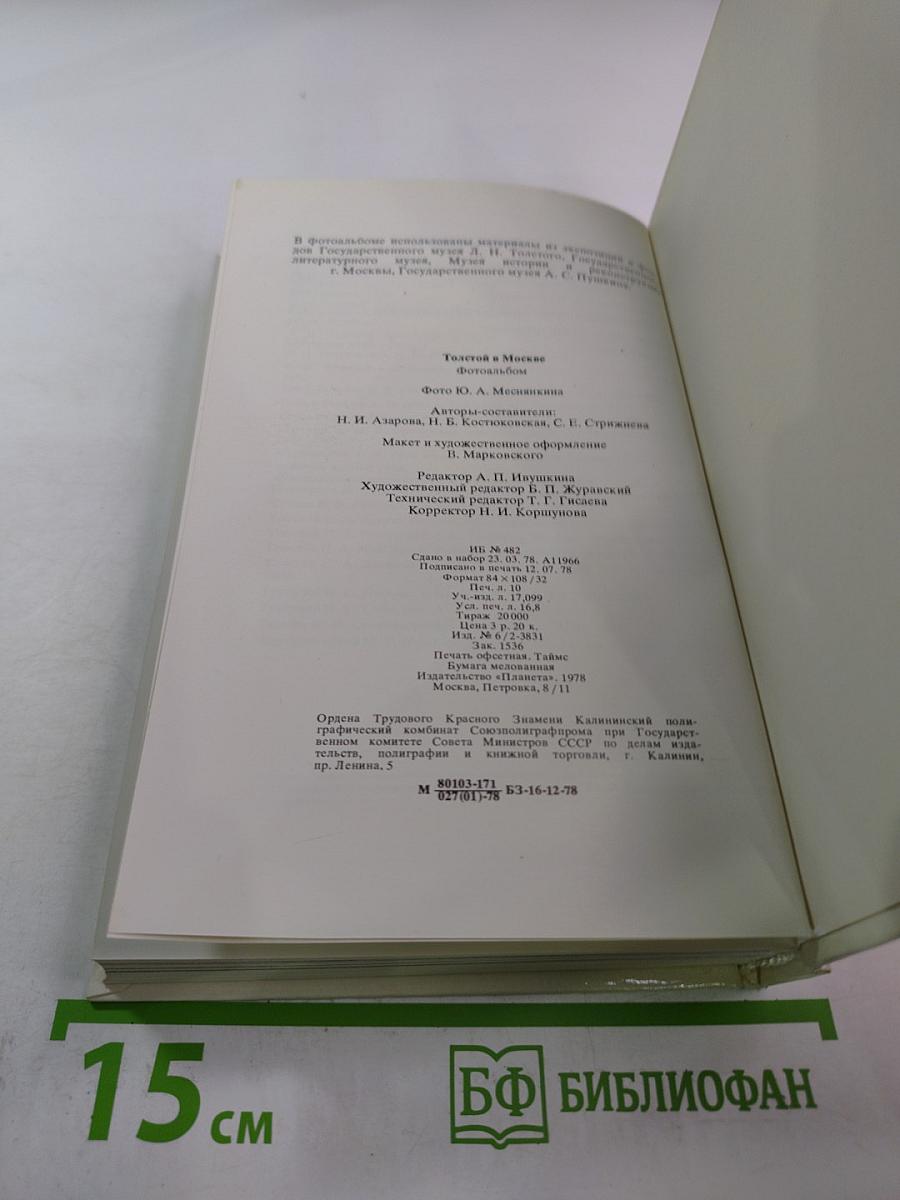 В фотоальбоме использованы материалы из экспозиций и фон-
дов Государственного музея Л. Н. Толстого, Государственного
литературного музея, Музея истории и реконструкции
г. Москвы, Государственного музея А. С. Пушкина.
Толстой в Москве
Фотоальбом
Фото Ю. А. Меснянкина
Авторы-составители:
Н. И. Азарова, Н. Б. Костюковская, С. Е. Стрижнева
Макет и художественное оформление
В. Марковского
Редактор А. П. Ивушкина
Художественный редактор Б. П. Журавский
Технический редактор Т. Г. Гисаева
Корректор Н. И. Коршунова
ИБ № 482
Сдано в набор 23. 03. 78. А11966
Подписано в печать 12. 07. 78
Формат 84 × 108/32
Печ. л. 10
Уч.-изд. л. 17,099
Усл. печ. л. 16,8
Тираж 20000
Цена 3 р. 20 к.
Изд. № 6/2-3831
Зак. 1536
Печать офсетная. Таймс
Бумага мелованная
Издательство «Планета». 1978
Москва, Петровка, 8/11
Ордена Трудового Красного Знамени Калининский поли-
графический комбинат Союзполиграфпрома при Государст-
венном комитете Совета Министров СССР по делам изда-
тельств, полиграфии и книжной торговли, г. Калинин,
пр. Ленина, 5
М 80103-171
027(01)-78 БЗ-16-12-78
15 см
БФ БИБЛИОФАН